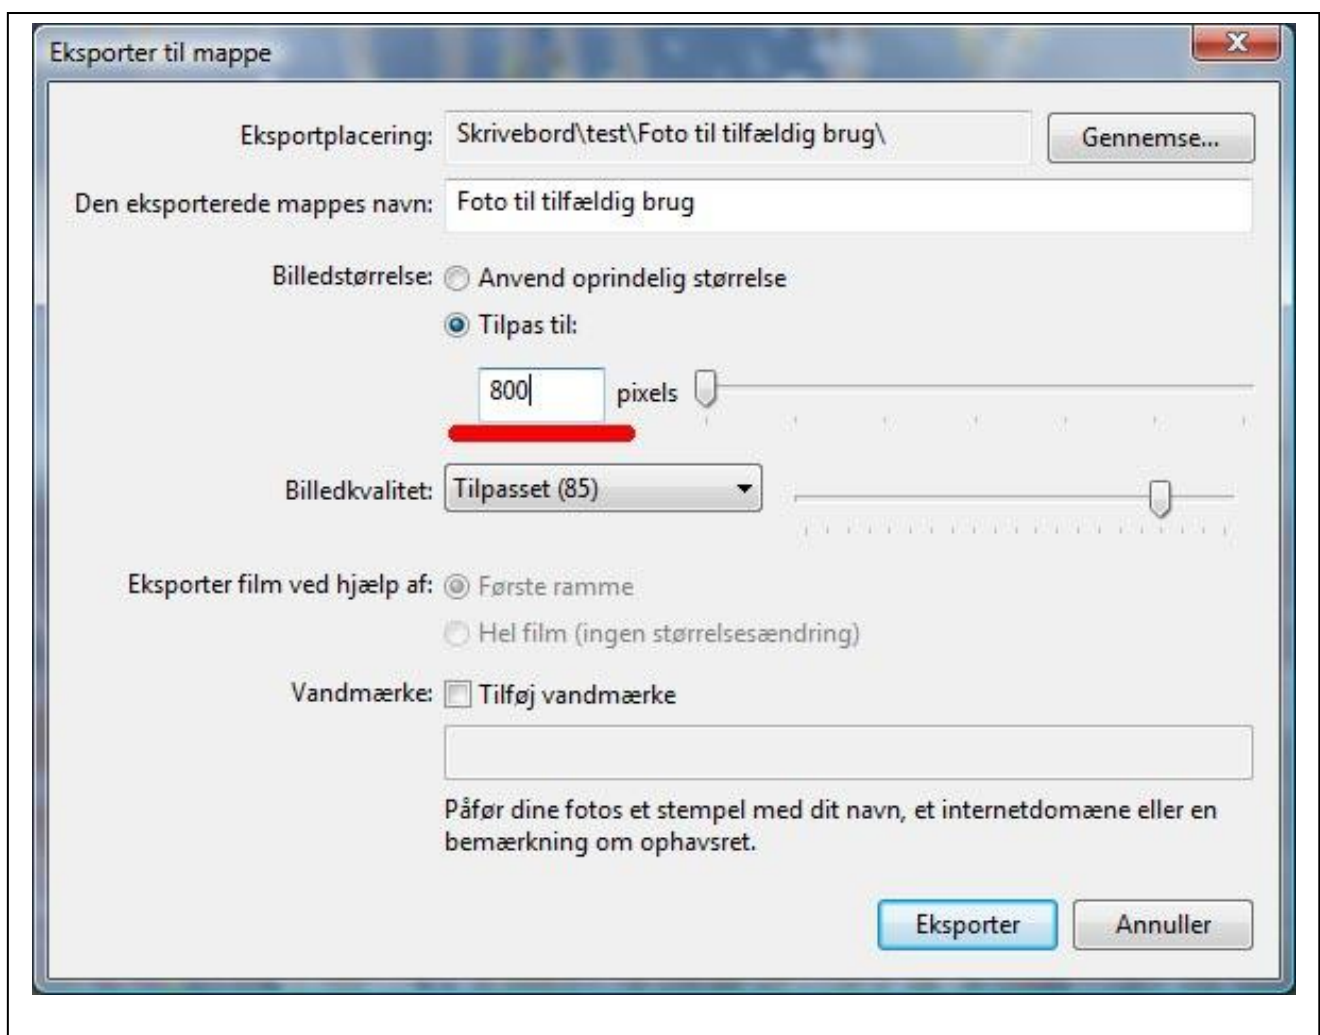 Eksporter til mappe
Eksportplacering: Skrivebord\test\Foto til tilfældig brug\ Gennemse...
Den eksporterede mappes navn: Foto til tilfældig brug
Billedstørrelse: Anvend oprindelig størrelse
Tilpas til:
800 pixels
Billedkvalitet: Tilpasset (85)
Eksporter film ved hjælp af: Første ramme
Hel film (ingen størrelsesændring)
Vandmærke: Tilføj vandmærke
Påfør dine fotos et stempel med dit navn, et internetdomæne eller en
bemærkning om ophavsret.
Eksporter Annuller